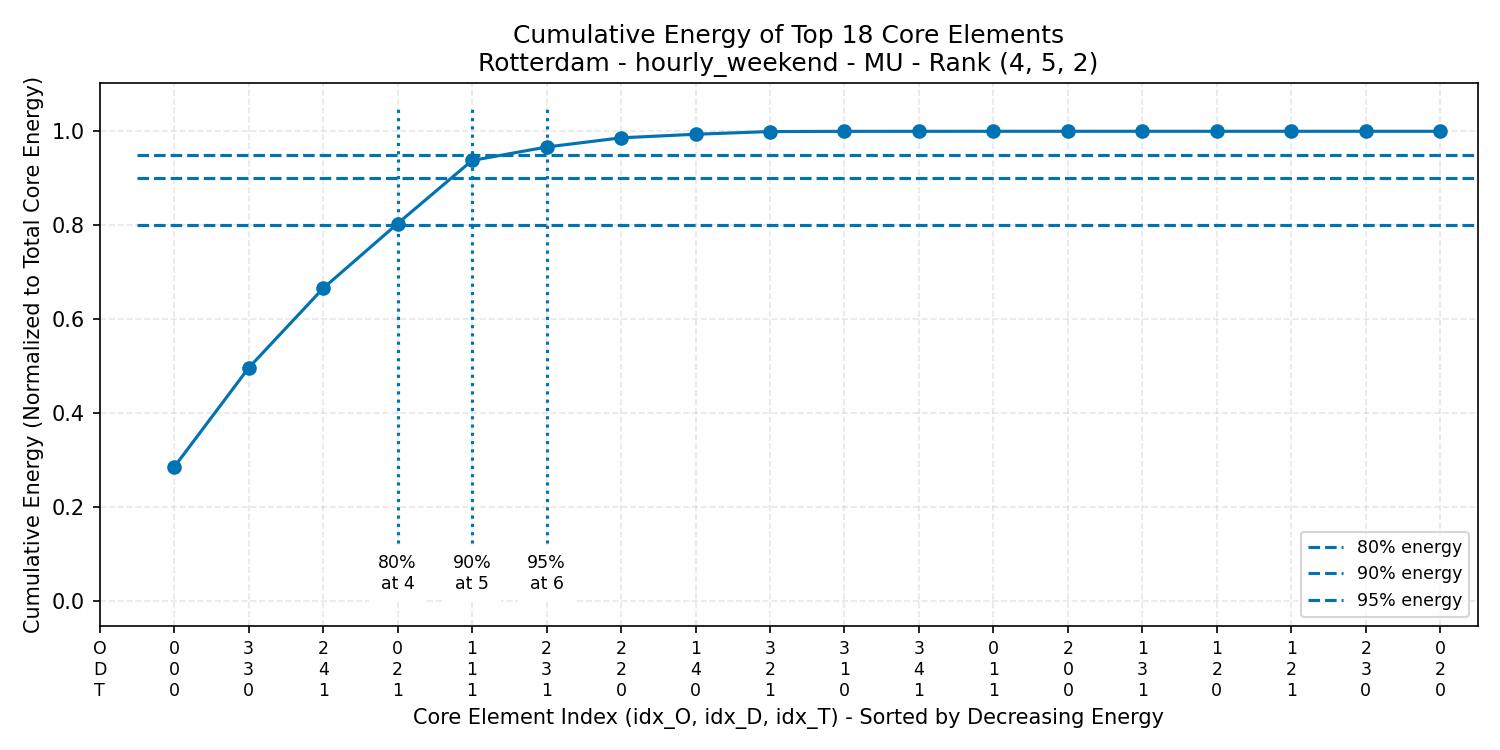 Cumulative Energy of Top 18 Core Elements
Rotterdam - hourly_weekend - MU - Rank (4, 5, 2)
Cumulative Energy (Normalized to Total Core Energy)
1.0
0.8
0.6
0.4
0.2
0.0
80%
at 4
90%
at 5
95%
at 6
80% energy
90% energy
95% energy
O 0 3 2 0 1 2 2 1 3 3 3 0 2 1 1 1 2 0
D 0 3 4 2 1 3 2 4 2 1 4 1 0 3 2 2 3 2
T 0 0 1 1 1 1 0 0 1 0 1 1 0 1 0 1 0 0
Core Element Index (idx_O, idx_D, idx_T) - Sorted by Decreasing Energy